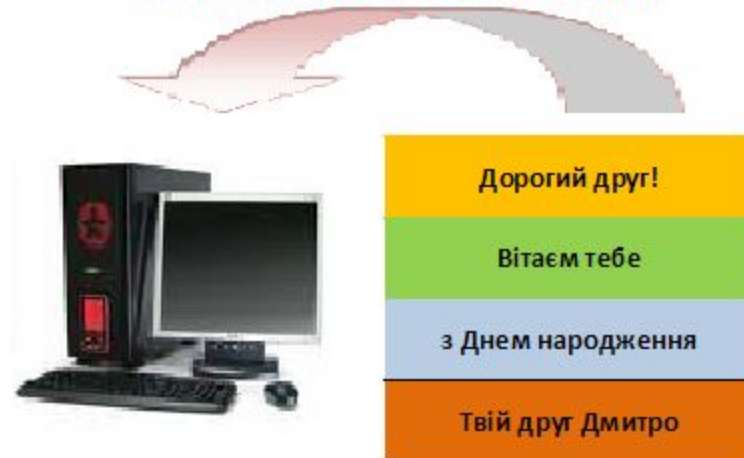 Дорогий друг!
Вітаєм тебе
з Днем народження
Твій друг Дмитро